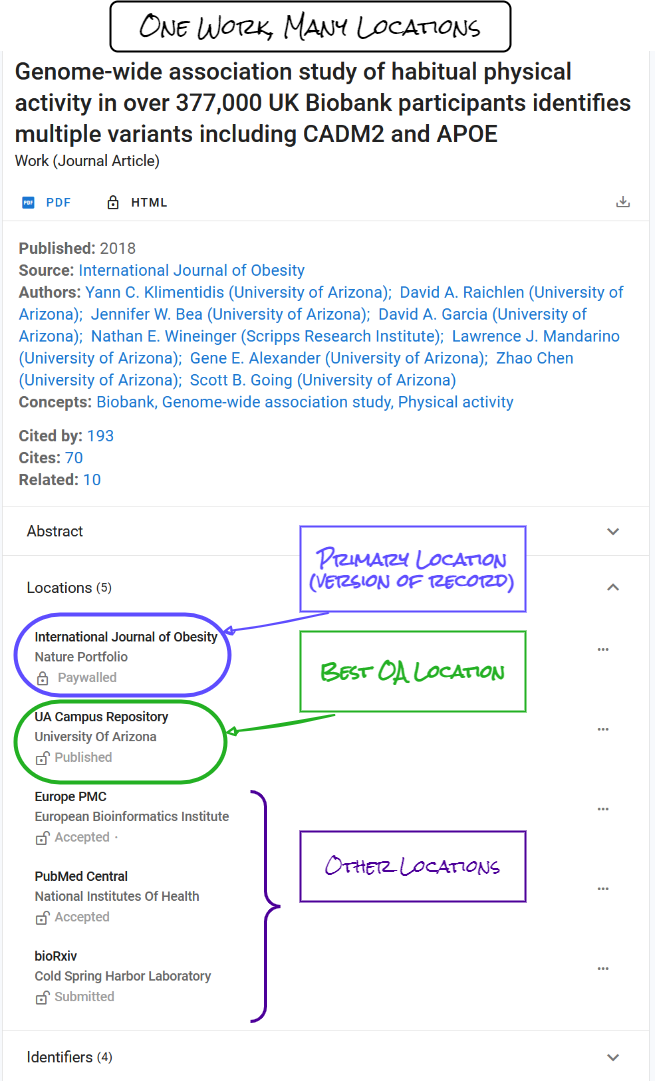 One Work, Many Locations
Genome-wide association study of habitual physical
activity in over 377,000 UK Biobank participants identifies
multiple variants including CADM2 and APOE
Work (Journal Article)
PDF PDF HTML
Published: 2018
Source: International Journal of Obesity
Authors: Yann C. Klimentidis (University of Arizona); David A. Raichlen (University of
Arizona); Jennifer W. Bea (University of Arizona); David A. Garcia (University of
Arizona); Nathan E. Wineinger (Scripps Research Institute); Lawrence J. Mandarino
(University of Arizona); Gene E. Alexander (University of Arizona); Zhao Chen
(University of Arizona); Scott B. Going (University of Arizona)
Concepts: Biobank, Genome-wide association study, Physical activity
Cited by: 193
Cites: 70
Related: 10
Abstract
Primary Location
(version of record)
Locations (5)
International Journal of Obesity
Nature Portfolio
Paywalled
Best OA Location
UA Campus Repository
University Of Arizona
Published
Europe PMC
European Bioinformatics Institute
Accepted ·
Other Locations
PubMed Central
National Institutes Of Health
Accepted
bioRxiv
Cold Spring Harbor Laboratory
Submitted
Identifiers (4)